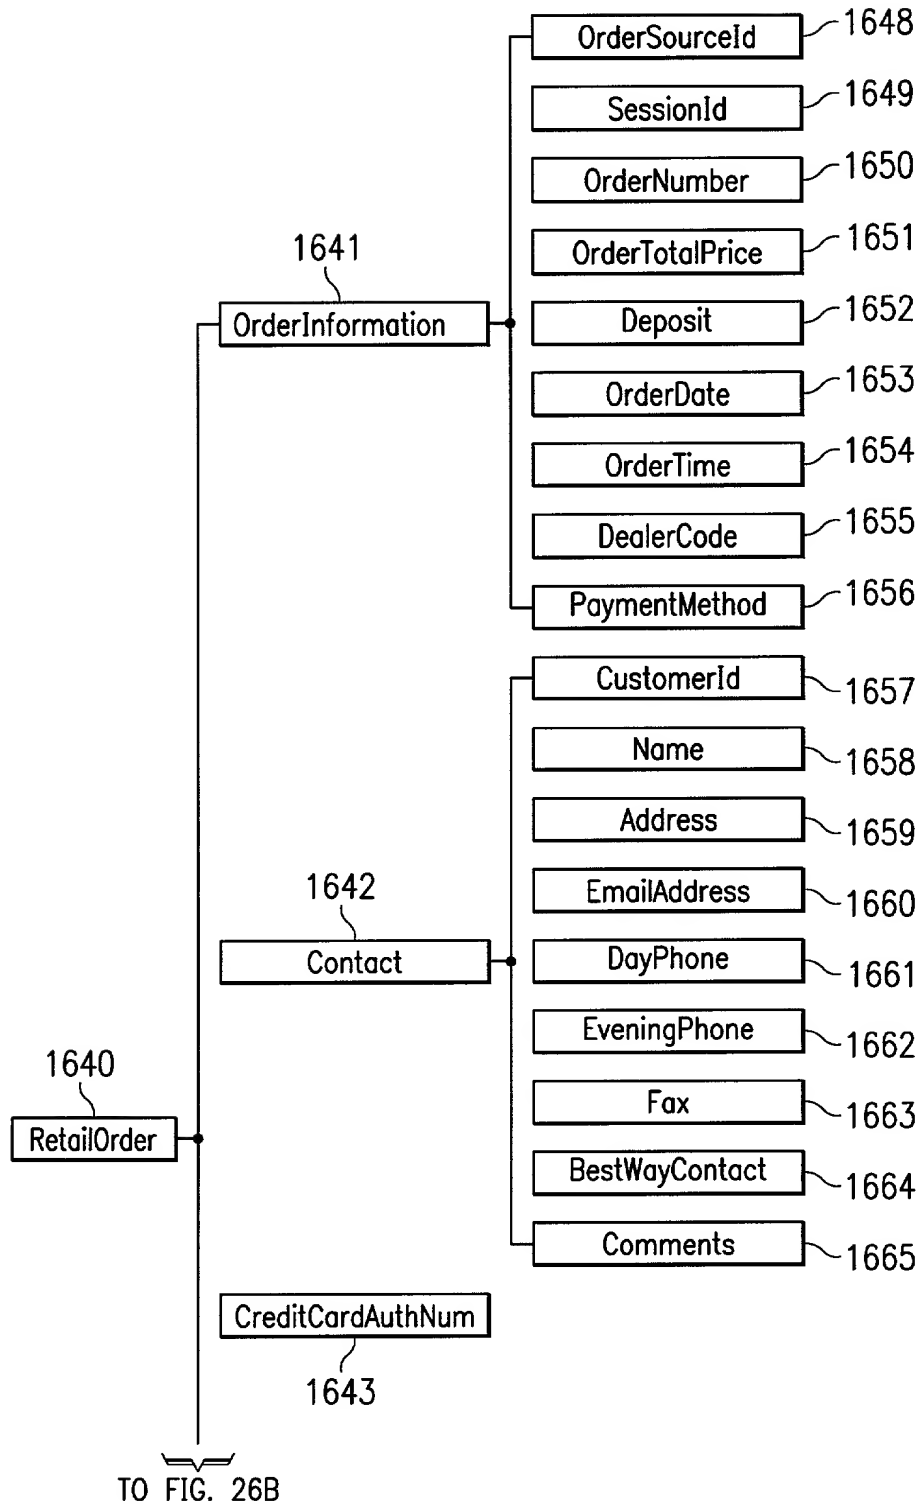 OrderSourceId 1648
SessionId 1649
OrderNumber 1650
OrderTotalPrice 1651
1641
OrderInformation
Deposit 1652
OrderDate 1653
OrderTime 1654
DealerCode 1655
PaymentMethod 1656
CustomerId 1657
Name 1658
Address 1659
1642
EmailAddress 1660
Contact
DayPhone 1661
EveningPhone 1662
1640
Fax 1663
RetailOrder
BestWayContact 1664
Comments 1665
CreditCardAuthNum
1643
TO FIG. 26B